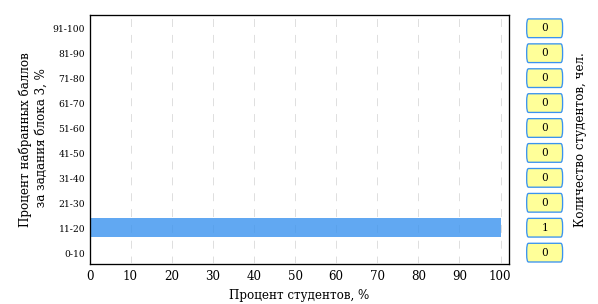 Процент набранных баллов
за задания блока 3, %
91-100 0
81-90 0
71-80 0
61-70 0
51-60 0
41-50 0
31-40 0
21-30 0
11-20 1
0-10 0
Количество студентов, чел.
0 10 20 30 40 50 60 70 80 90 100
Процент студентов, %